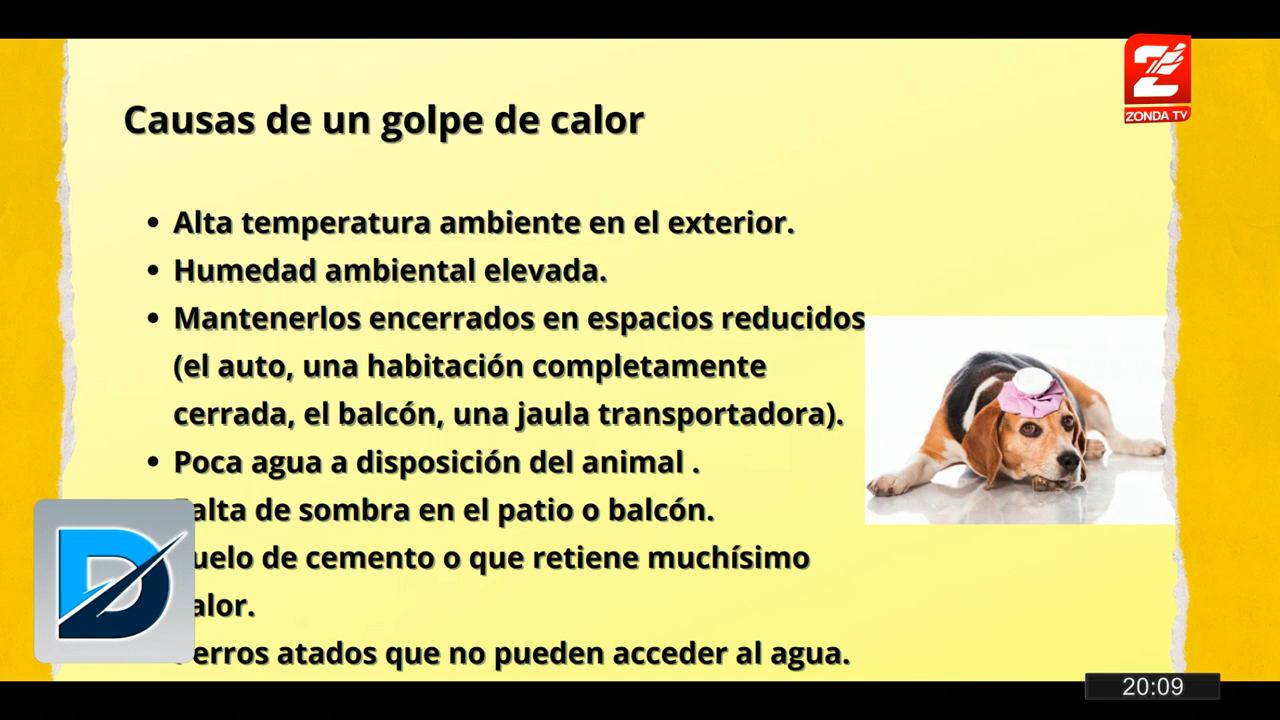 Causas de un golpe de calor
ZONDA TV
• Alta temperatura ambiente en el exterior.
• Humedad ambiental elevada.
• Mantenerlos encerrados en espacios reducidos
(el auto, una habitación completamente
cerrada, el balcón, una jaula transportadora).
• Poca agua a disposición del animal .
alta de sombra en el patio o balcón.
uelo de cemento o que retiene muchísimo
alor.
erros atados que no pueden acceder al agua.
20:09